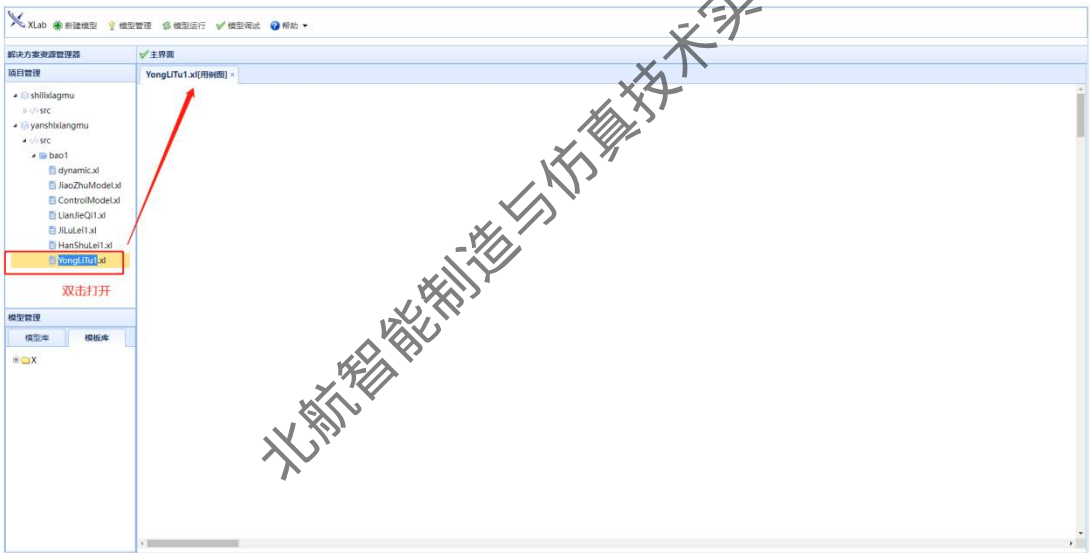 XLab 新建模型 模型管理 模型运行 模型调试 帮助
解决方案资源管理器
主界面
项目管理
YongLiTu1.xl[用例图] ×
shilixiagmu
src
yanshixiangmu
src
bao1
dynamic.xl
JiaoZhuModel.xl
ControlModel.xl
LianJieQi1.xl
JiLuLei1.xl
HanShuLei1.xl
YongLiTu1.xl
双击打开
模型管理
模型库 模板库
X
北航智能制造与仿真技术实